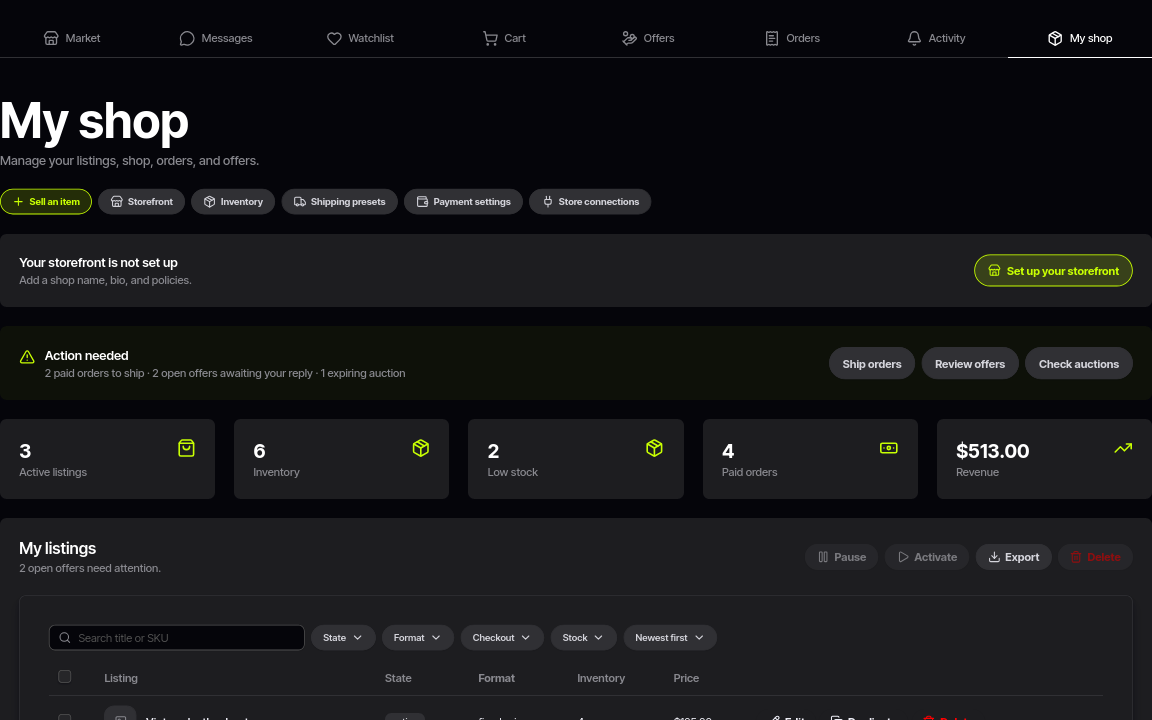 Market
Messages
Watchlist
Cart
Offers
Orders
Activity
My shop
My shop
Manage your listings, shop, orders, and offers.
Sell an item
Storefront
Inventory
Shipping presets
Payment settings
Store connections
Your storefront is not set up
Add a shop name, bio, and policies.
Set up your storefront
Action needed
2 paid orders to ship · 2 open offers awaiting your reply · 1 expiring auction
Ship orders
Review offers
Check auctions
3
Active listings
6
Inventory
2
Low stock
4
Paid orders
$513.00
Revenue
My listings
2 open offers need attention.
Pause
Activate
Export
Delete
Search title or SKU
State
Format
Checkout
Stock
Newest first
Listing
State
Format
Inventory
Price